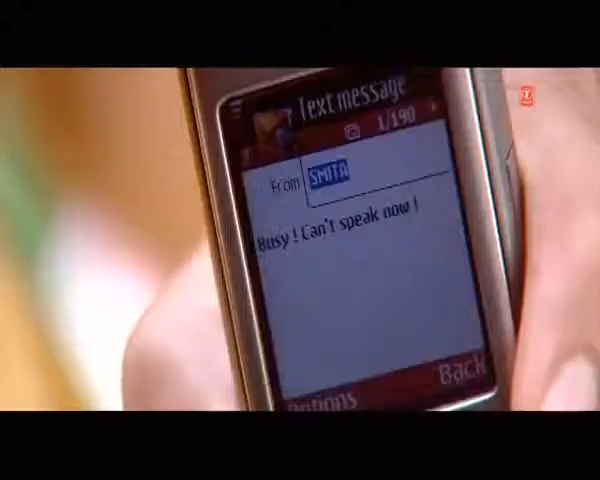 Text message
1/190
From SMITA
Busy ! Can't speak now !
Options Back
T